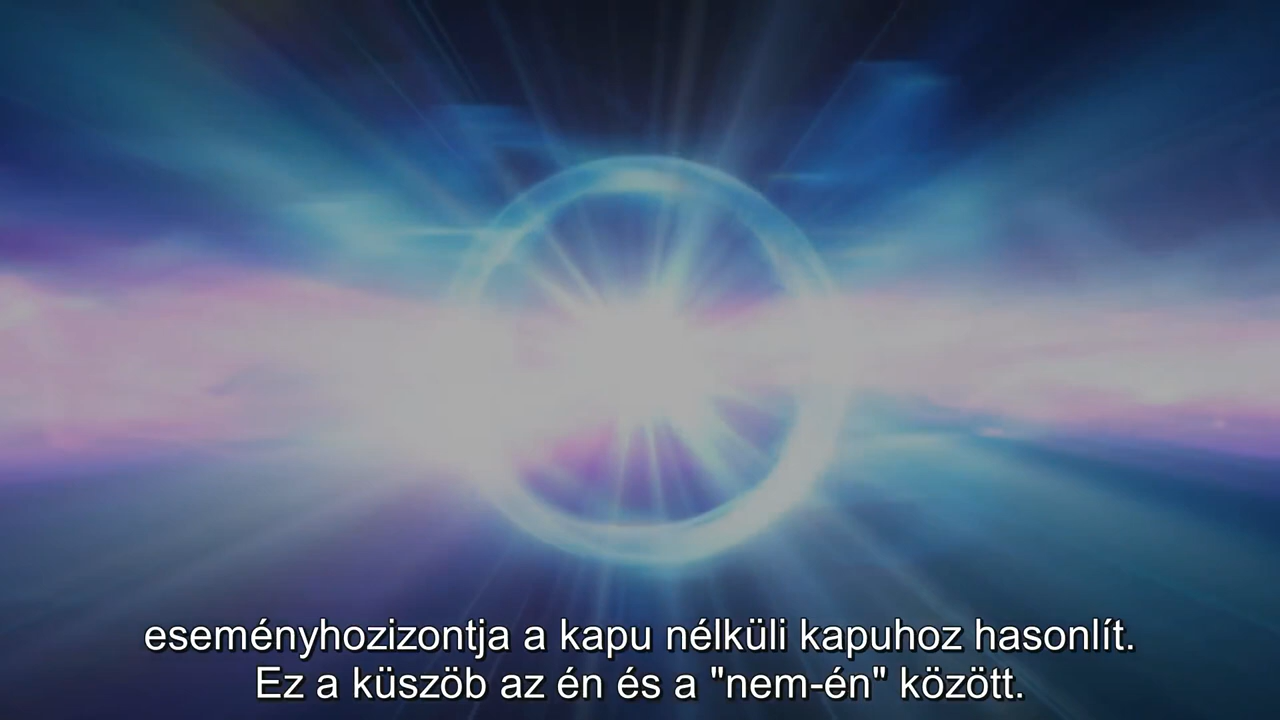 eseményhozizontja a kapu nélküli kapuhoz hasonlít.
Ez a küszöb az én és a "nem-én" között.